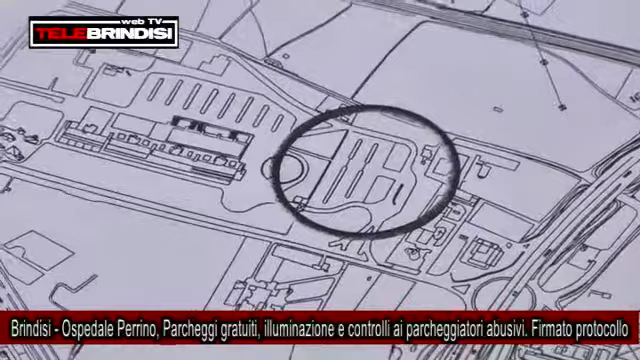 web TV
TELEBRINDISI
Brindisi - Ospedale Perrino, Parcheggi gratuiti, illuminazione e controlli ai parcheggiatori abusivi. Firmato protocollo